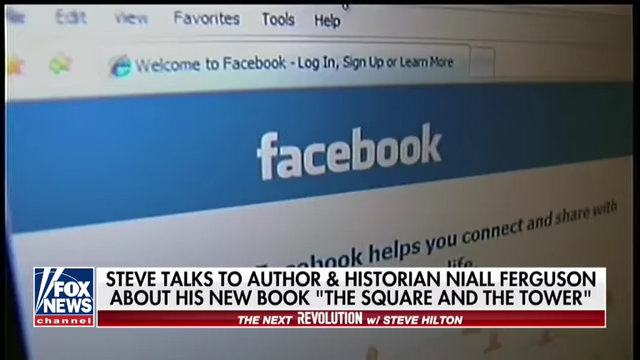 Edit View Favorites Tools Help
Welcome to Facebook - Log In, Sign Up or Learn More
facebook
Facebook helps you connect and share with
life.
STEVE TALKS TO AUTHOR & HISTORIAN NIALL FERGUSON
ABOUT HIS NEW BOOK "THE SQUARE AND THE TOWER"
FOX
NEWS
channel
THE NEXT REVOLUTION w/ STEVE HILTON